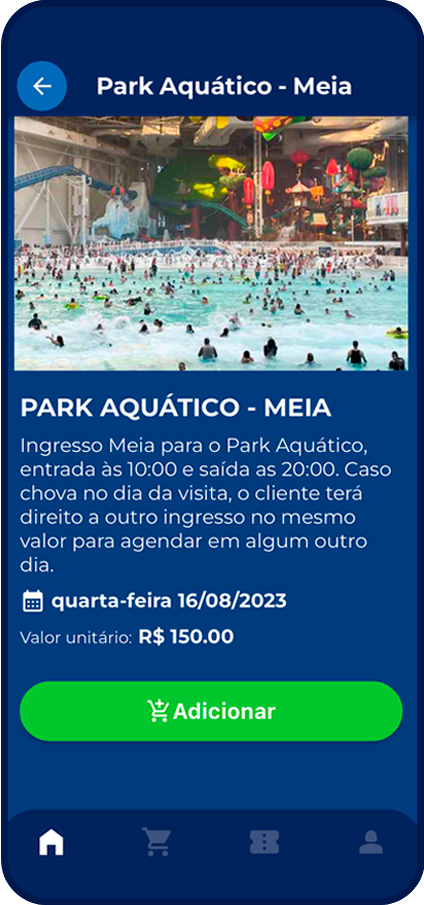 Park Aquático - Meia
PARK AQUÁTICO - MEIA
Ingresso Meia para o Park Aquático,
entrada às 10:00 e saída as 20:00. Caso
chova no dia da visita, o cliente terá
direito a outro ingresso no mesmo
valor para agendar em algum outro
dia.
quarta-feira 16/08/2023
Valor unitário: R$ 150.00
Adicionar